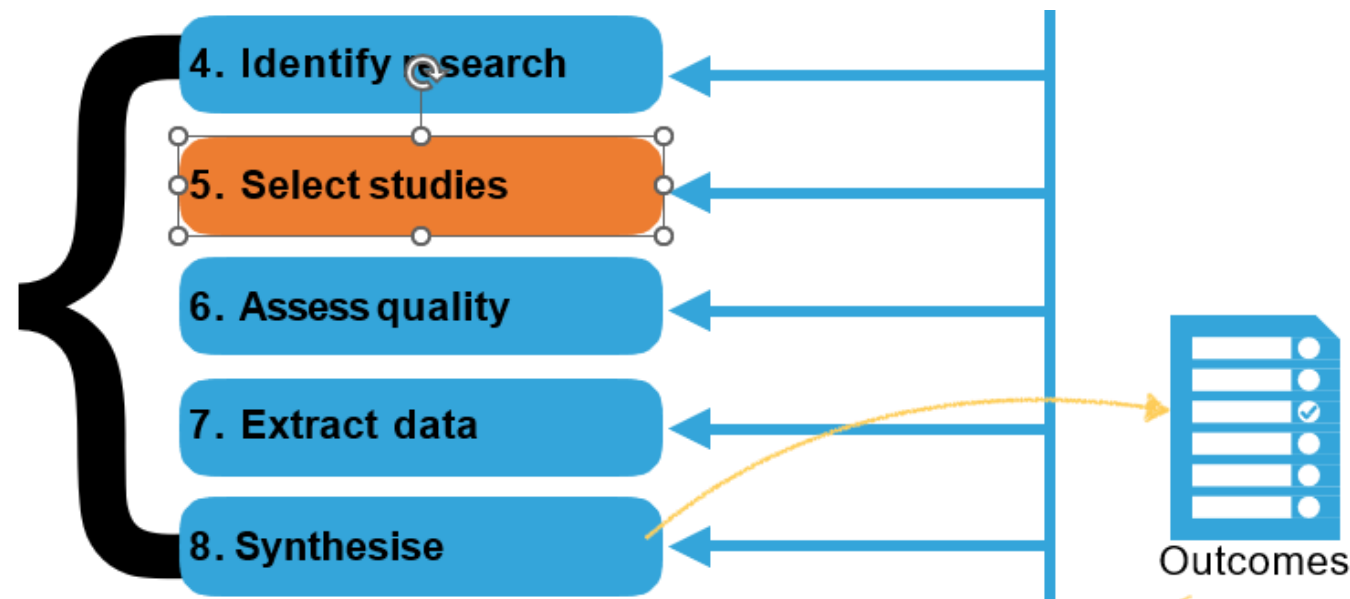 4. Identify research
5. Select studies
6. Assess quality
7. Extract data
8. Synthesise
Outcomes